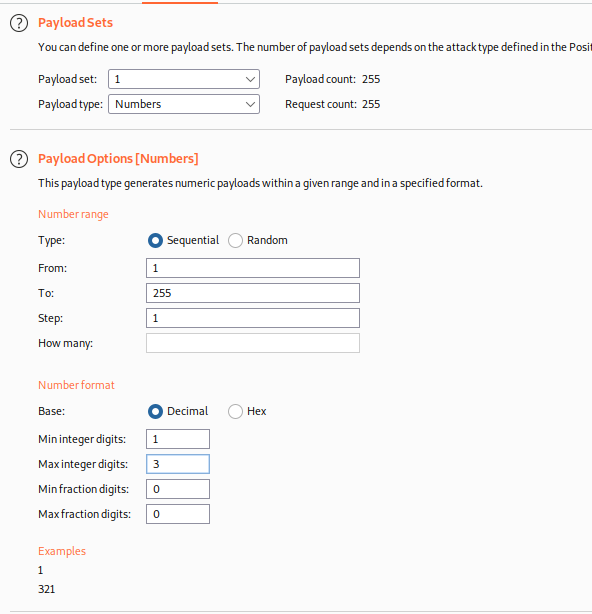 Payload Sets
You can define one or more payload sets. The number of payload sets depends on the attack type defined in the Posi
Payload set: 1 Payload count: 255
Payload type: Numbers Request count: 255
Payload Options [Numbers]
This payload type generates numeric payloads within a given range and in a specified format.
Number range
Type: Sequential Random
From: 1
To: 255
Step: 1
How many:
Number format
Base: Decimal Hex
Min integer digits: 1
Max integer digits: 3
Min fraction digits: 0
Max fraction digits: 0
Examples
1
321